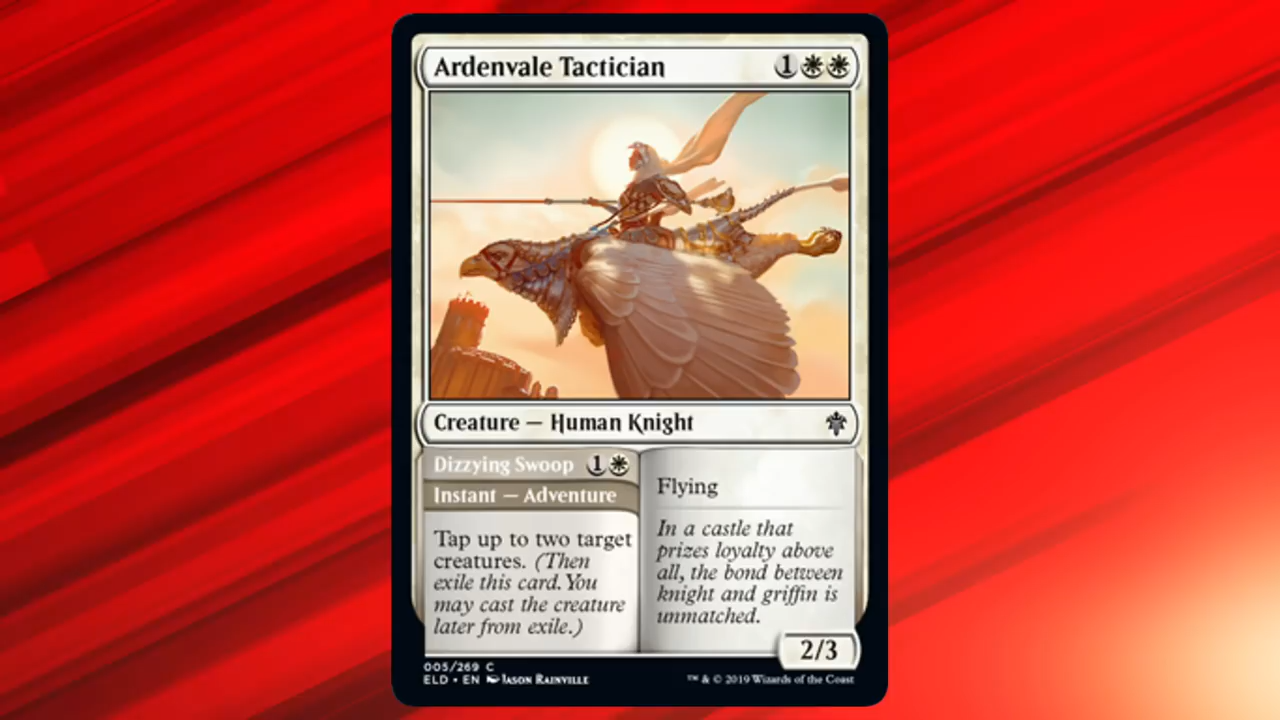 Ardenvale Tactician 1
Creature — Human Knight
Dizzying Swoop 1
Instant — Adventure
Tap up to two target
creatures. (Then
exile this card. You
may cast the creature
later from exile.)
Flying
In a castle that
prizes loyalty above
all, the bond between
knight and griffin is
unmatched.
2/3
005/269 C
ELD • EN Jason Rainville
™ & © 2019 Wizards of the Coast